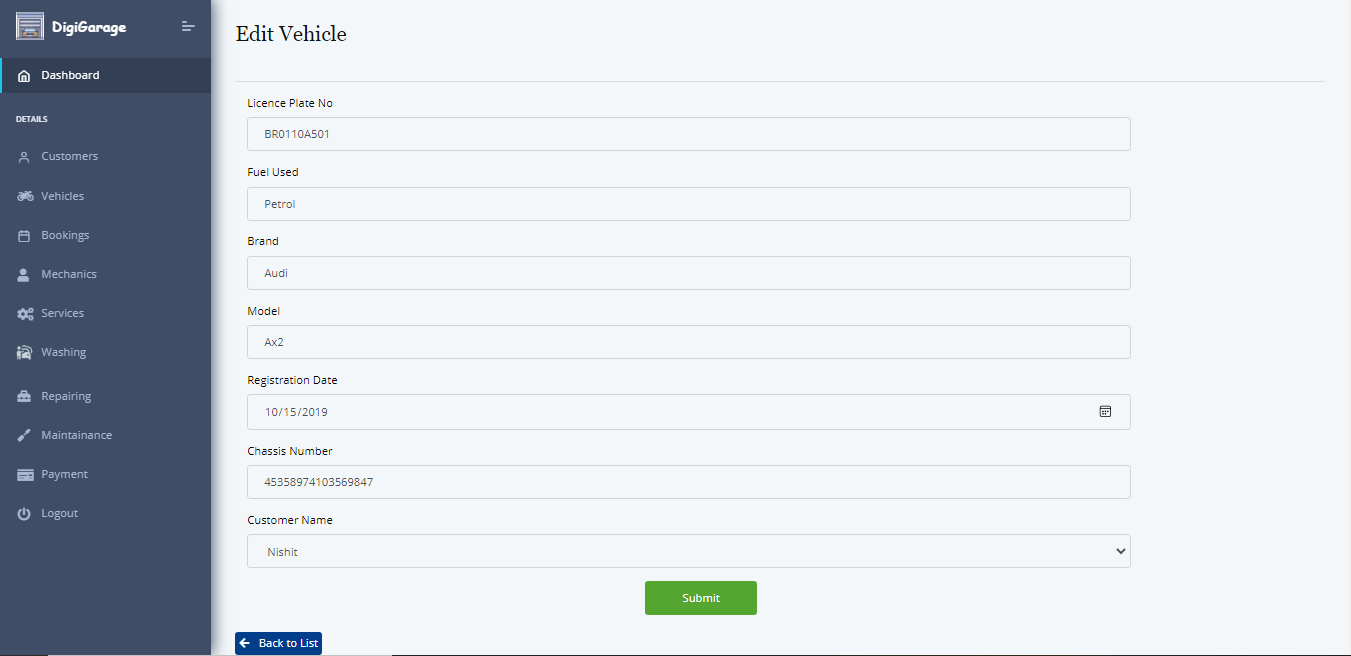 DigiGarage
Dashboard
DETAILS
Customers
Vehicles
Bookings
Mechanics
Services
Washing
Repairing
Maintainance
Payment
Logout
Edit Vehicle
Licence Plate No
BR0110A501
Fuel Used
Petrol
Brand
Audi
Model
Ax2
Registration Date
10/15/2019
Chassis Number
45358974103569847
Customer Name
Nishit
Submit
Back to List